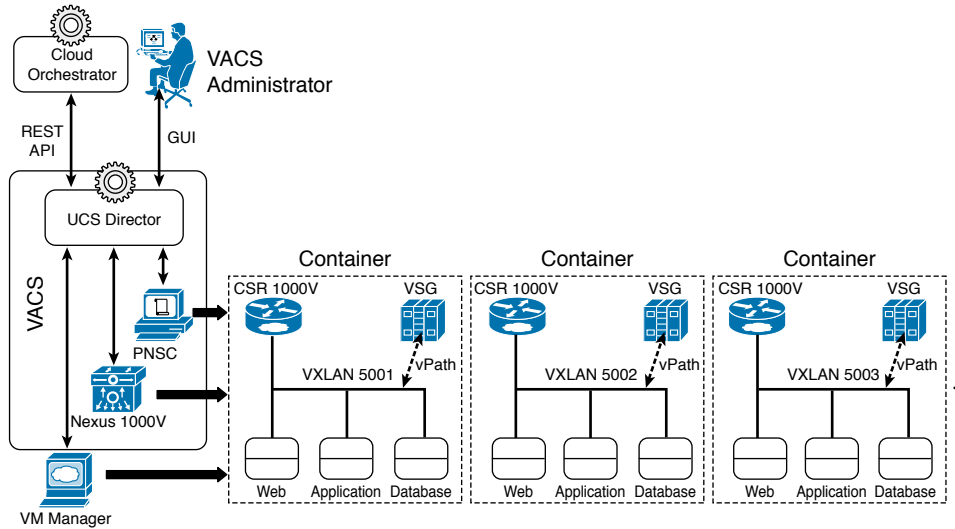 Cloud
Orchestrator
VACS
Administrator
REST
API
GUI
UCS Director
VACS
PNSC
Nexus 1000V
VM Manager
Container
CSR 1000V
VSG
vPath
VXLAN 5001
Web
Application
Database
Container
CSR 1000V
VSG
vPath
VXLAN 5002
Web
Application
Database
Container
CSR 1000V
VSG
vPath
VXLAN 5003
Web
Application
Database